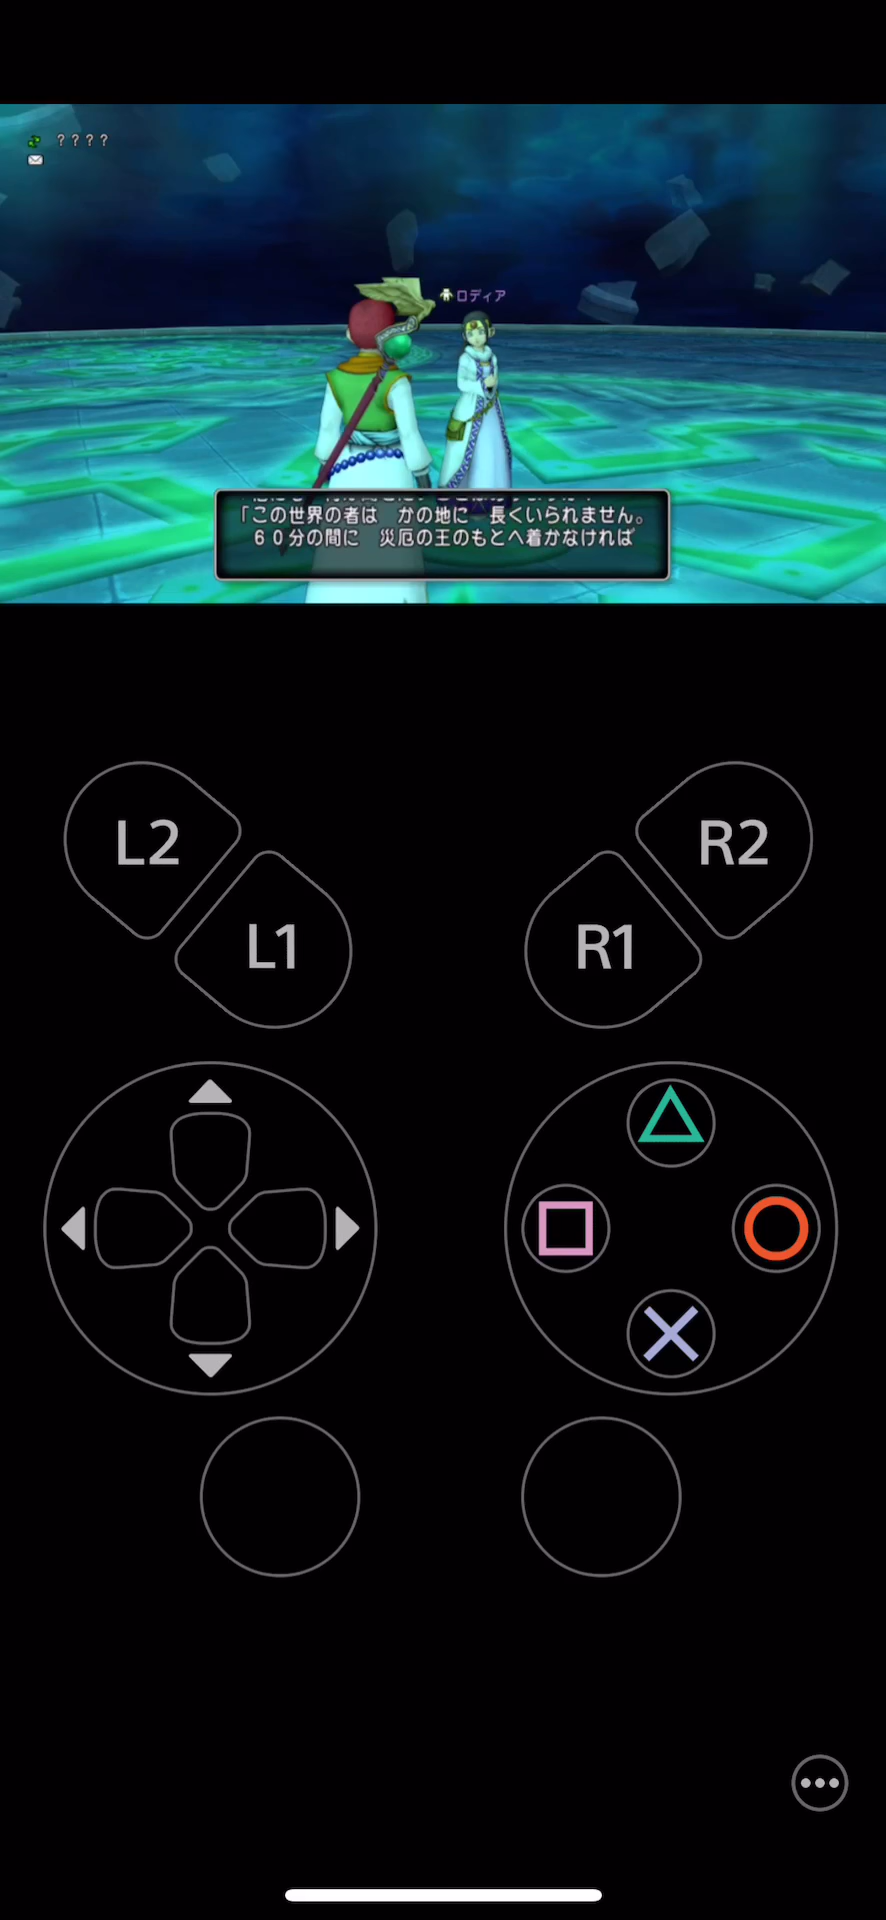 ？？？？
ロディア
「この世界の者は　かの地に　長くいられません。
６０分の間に　災厄の王のもとへ着かなければ
L2
R2
L1
R1